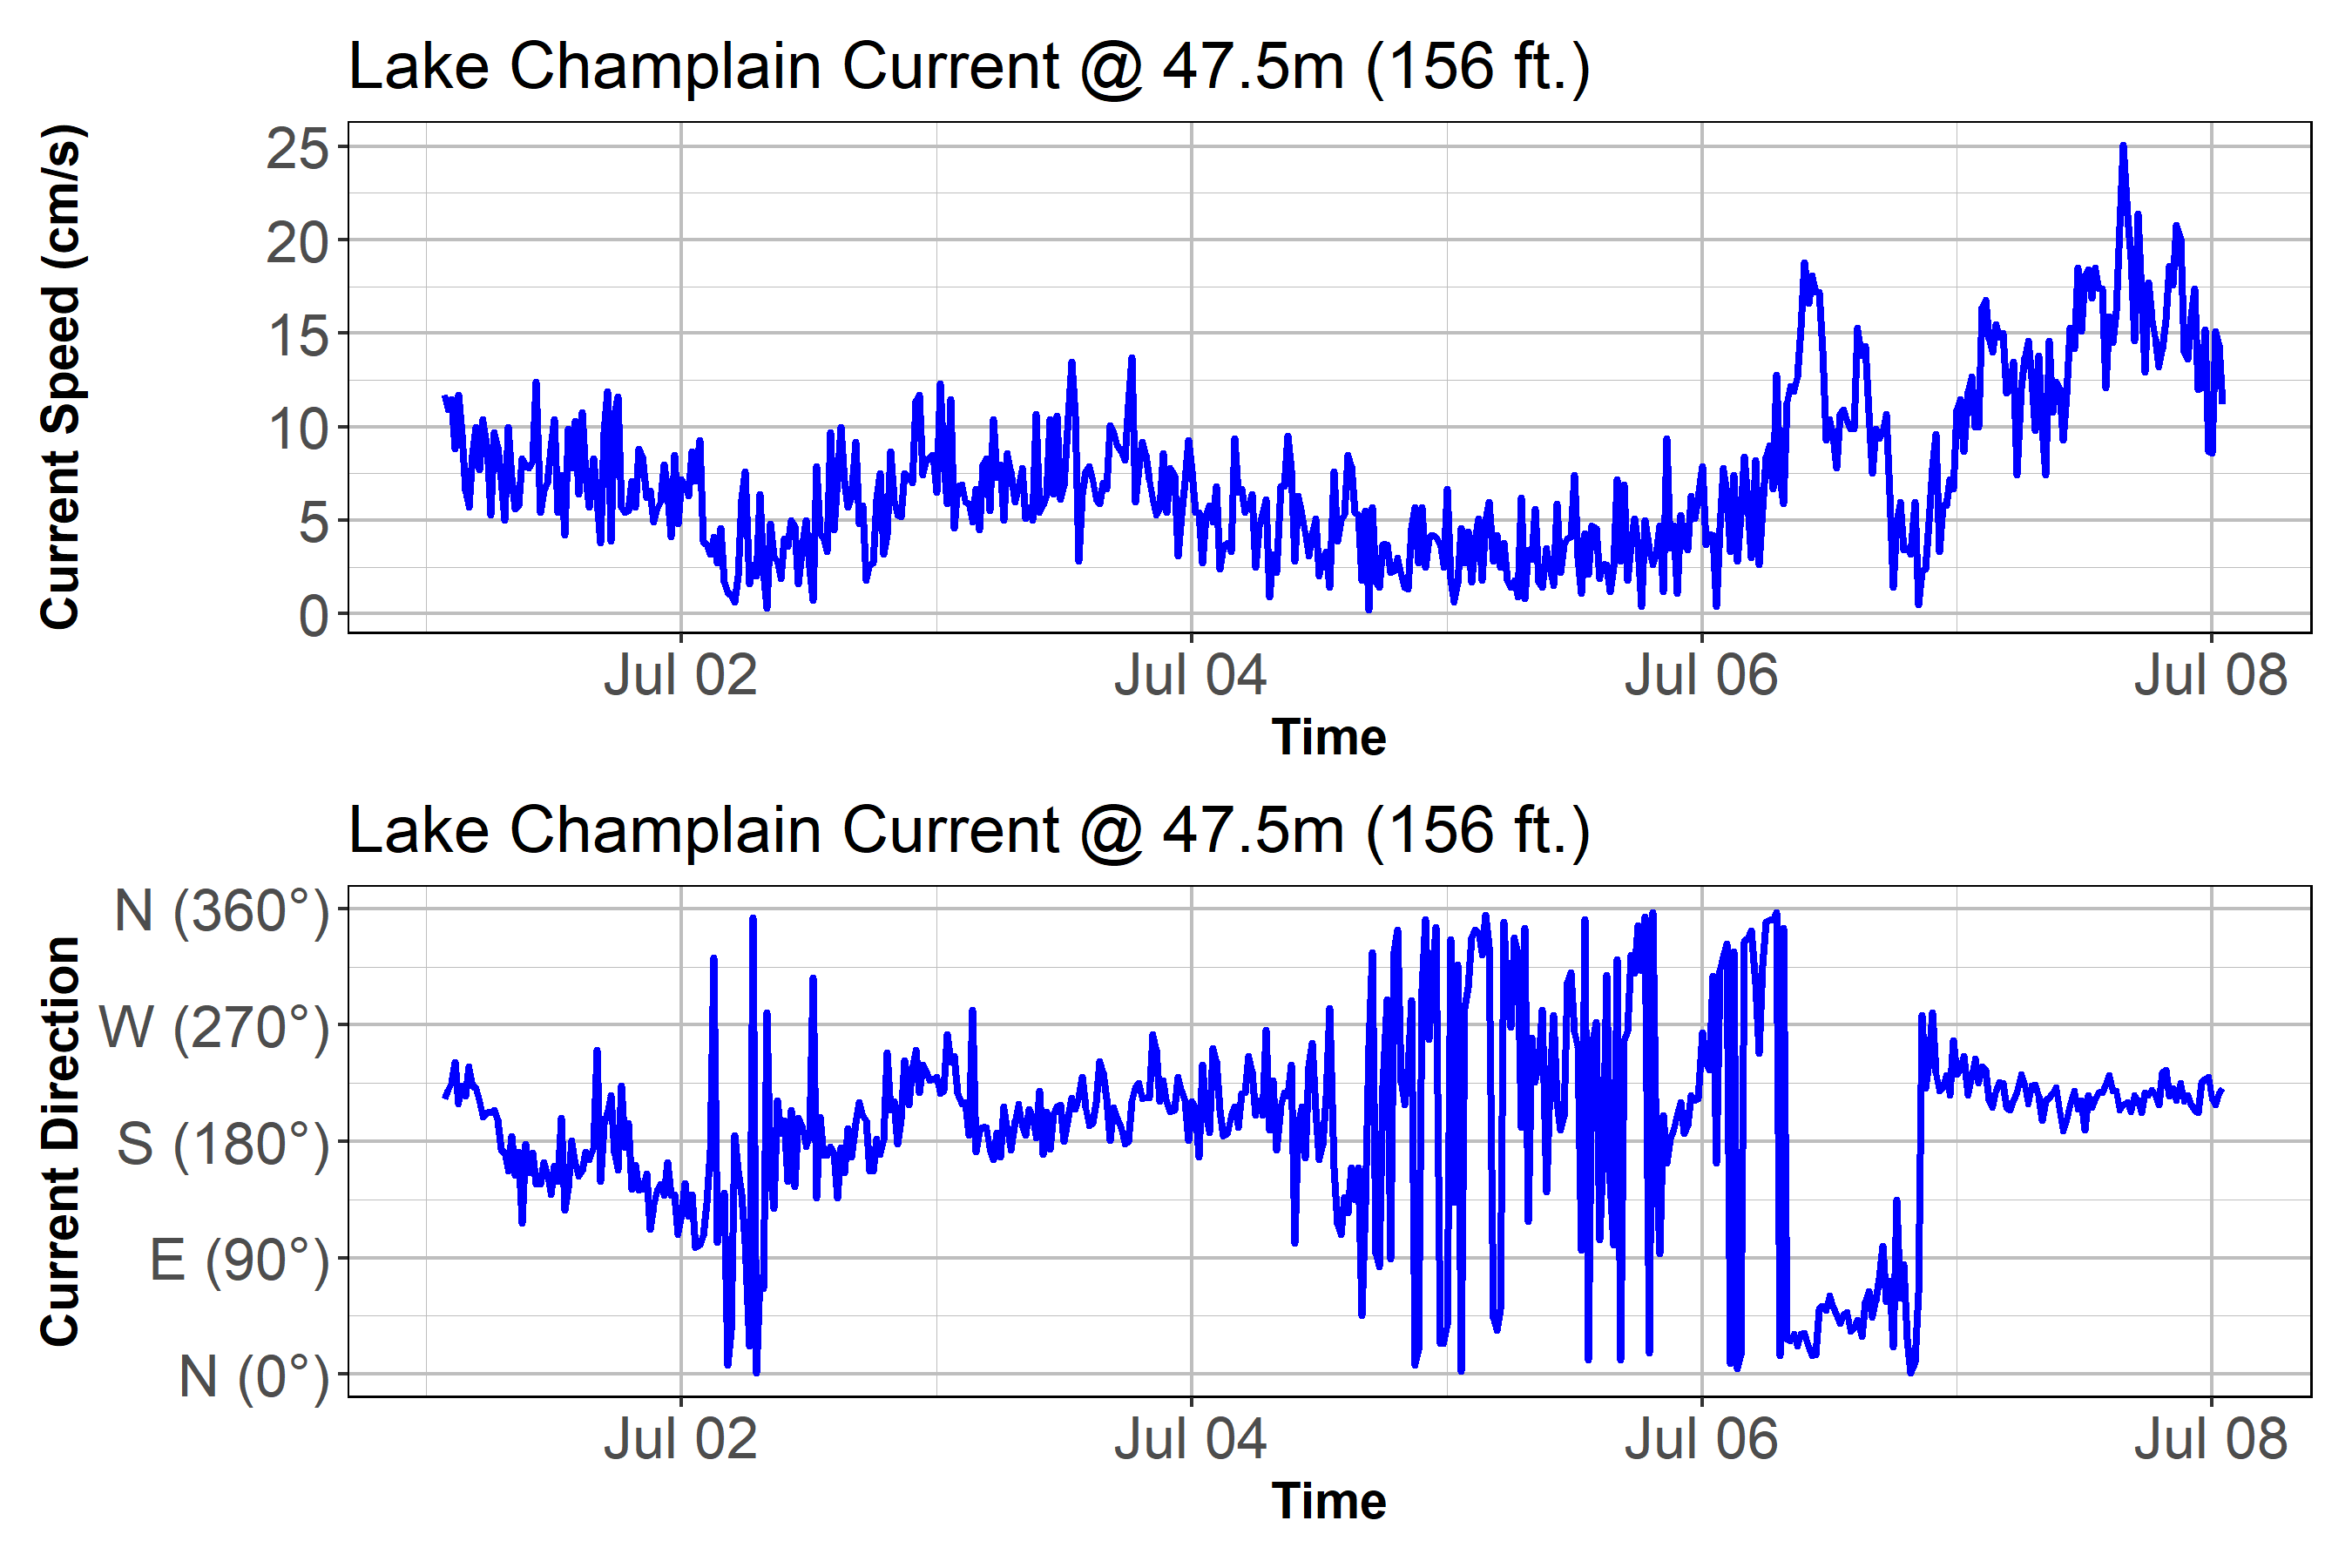 Lake Champlain Current @ 47.5m (156 ft.)
Current Speed (cm/s)
25
20
15
10
5
0
Jul 02
Jul 04
Jul 06
Jul 08
Time
Lake Champlain Current @ 47.5m (156 ft.)
Current Direction
N (360°)
W (270°)
S (180°)
E (90°)
N (0°)
Jul 02
Jul 04
Jul 06
Jul 08
Time